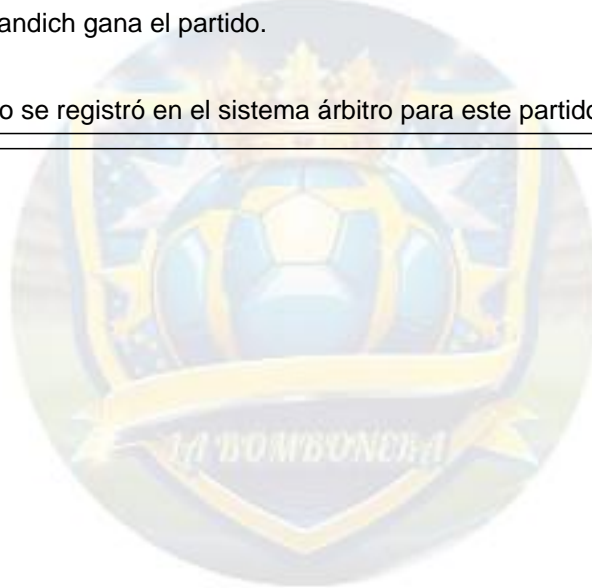 andich gana el partido.
o se registró en el sistema árbitro para este partido
LA BOMBONERA